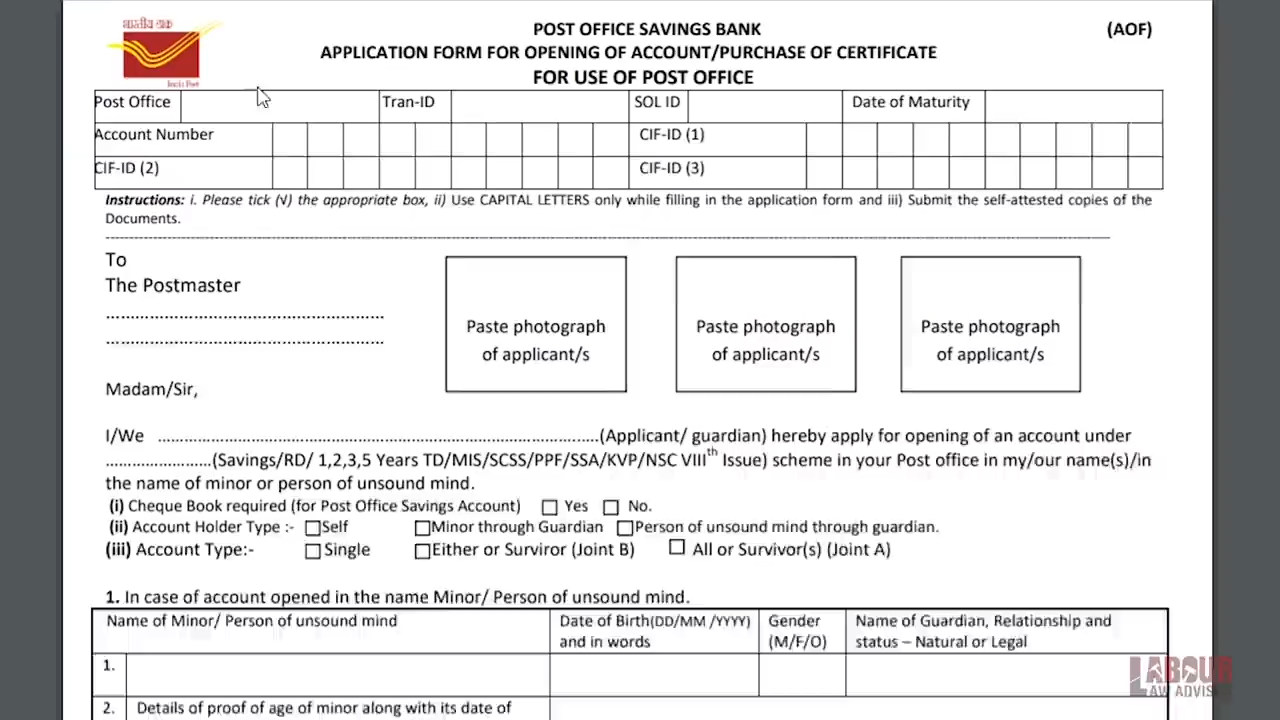 भारतीय डाक
India Post
POST OFFICE SAVINGS BANK
(AOF)
APPLICATION FORM FOR OPENING OF ACCOUNT/PURCHASE OF CERTIFICATE
FOR USE OF POST OFFICE
Post Office Tran-ID SOL ID Date of Maturity
Account Number CIF-ID (1)
CIF-ID (2) CIF-ID (3)
Instructions: i. Please tick (√) the appropriate box, ii) Use CAPITAL LETTERS only while filling in the application form and iii) Submit the self-attested copies of the
Documents.
To
The Postmaster
Paste photograph Paste photograph Paste photograph
of applicant/s of applicant/s of applicant/s
Madam/Sir,
I/We ………………………………………………………………………………………(Applicant/ guardian) hereby apply for opening of an account under
……………………(Savings/RD/ 1,2,3,5 Years TD/MIS/SCSS/PPF/SSA/KVP/NSC VIIIth Issue) scheme in your Post office in my/our name(s)/in
the name of minor or person of unsound mind.
(i) Cheque Book required (for Post Office Savings Account) ☐ Yes ☐ No.
(ii) Account Holder Type :- ☐Self ☐Minor through Guardian ☐Person of unsound mind through guardian.
(iii) Account Type:- ☐Single ☐Either or Surviror (Joint B) ☐ All or Survivor(s) (Joint A)
1. In case of account opened in the name Minor/ Person of unsound mind.
Name of Minor/ Person of unsound mind Date of Birth(DD/MM /YYYY) Gender Name of Guardian, Relationship and
and in words (M/F/O) status – Natural or Legal
1.
2. Details of proof of age of minor along with its date of
LABOUR
LAW ADVIS